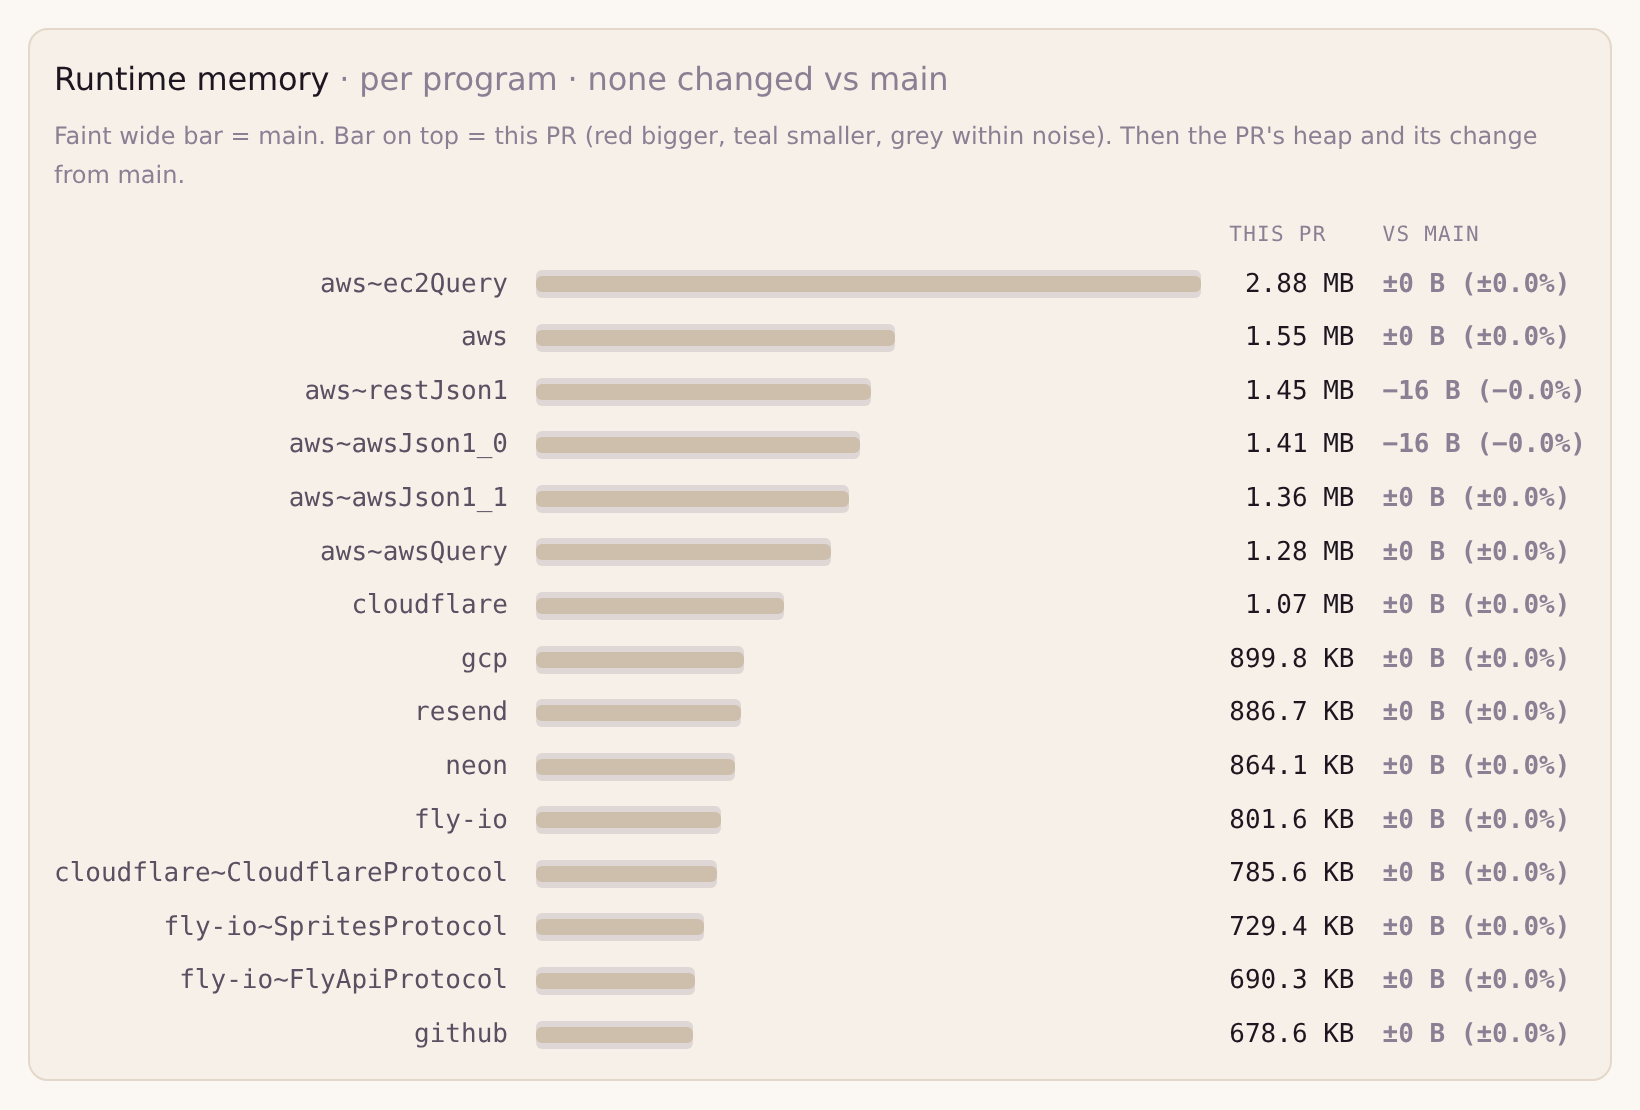 Runtime memory · per program · none changed vs main
Faint wide bar = main. Bar on top = this PR (red bigger, teal smaller, grey within noise). Then the PR's heap and its change
from main.
THIS PR VS MAIN
aws~ec2Query 2.88 MB ±0 B (±0.0%)
aws 1.55 MB ±0 B (±0.0%)
aws~restJson1 1.45 MB −16 B (−0.0%)
aws~awsJson1_0 1.41 MB −16 B (−0.0%)
aws~awsJson1_1 1.36 MB ±0 B (±0.0%)
aws~awsQuery 1.28 MB ±0 B (±0.0%)
cloudflare 1.07 MB ±0 B (±0.0%)
gcp 899.8 KB ±0 B (±0.0%)
resend 886.7 KB ±0 B (±0.0%)
neon 864.1 KB ±0 B (±0.0%)
fly-io 801.6 KB ±0 B (±0.0%)
cloudflare~CloudflareProtocol 785.6 KB ±0 B (±0.0%)
fly-io~SpritesProtocol 729.4 KB ±0 B (±0.0%)
fly-io~FlyApiProtocol 690.3 KB ±0 B (±0.0%)
github 678.6 KB ±0 B (±0.0%)